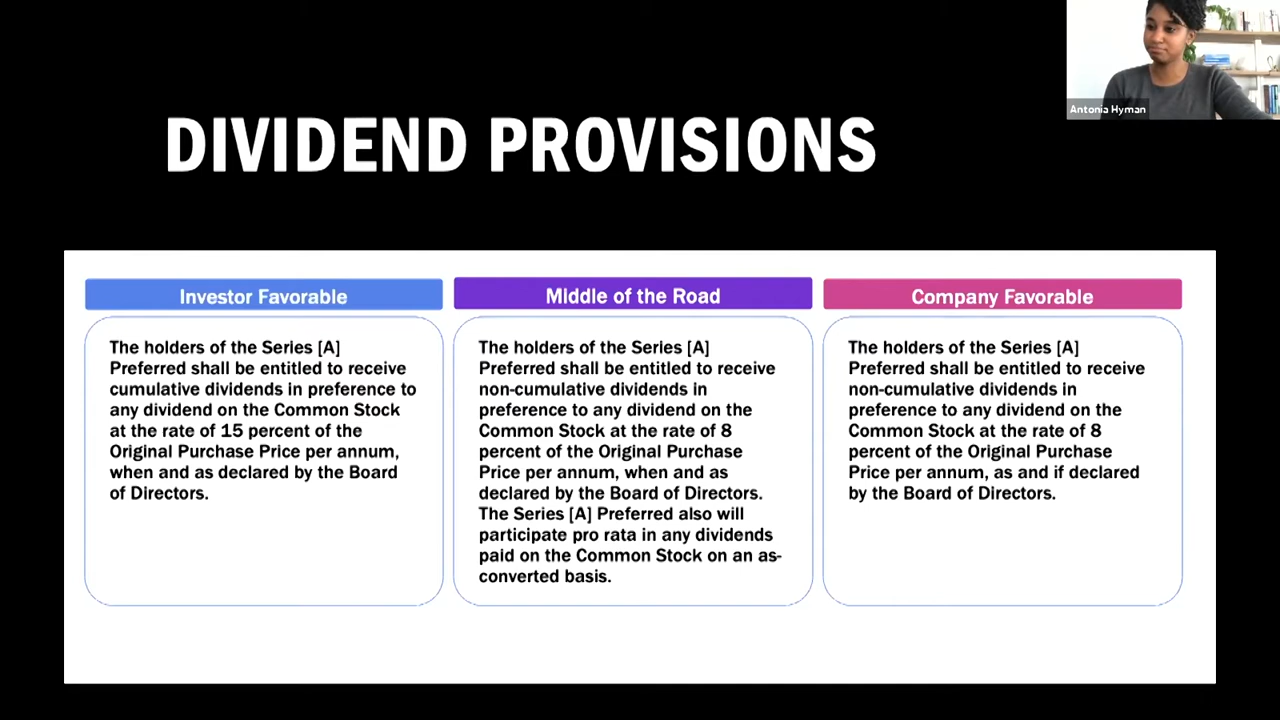 Antonia Hyman
DIVIDEND PROVISIONS
Investor Favorable
The holders of the Series [A]
Preferred shall be entitled to receive
cumulative dividends in preference to
any dividend on the Common Stock
at the rate of 15 percent of the
Original Purchase Price per annum,
when and as declared by the Board
of Directors.
Middle of the Road
The holders of the Series [A]
Preferred shall be entitled to receive
non-cumulative dividends in
preference to any dividend on the
Common Stock at the rate of 8
percent of the Original Purchase
Price per annum, when and as
declared by the Board of Directors.
The Series [A] Preferred also will
participate pro rata in any dividends
paid on the Common Stock on an as-
converted basis.
Company Favorable
The holders of the Series [A]
Preferred shall be entitled to receive
non-cumulative dividends in
preference to any dividend on the
Common Stock at the rate of 8
percent of the Original Purchase
Price per annum, as and if declared
by the Board of Directors.